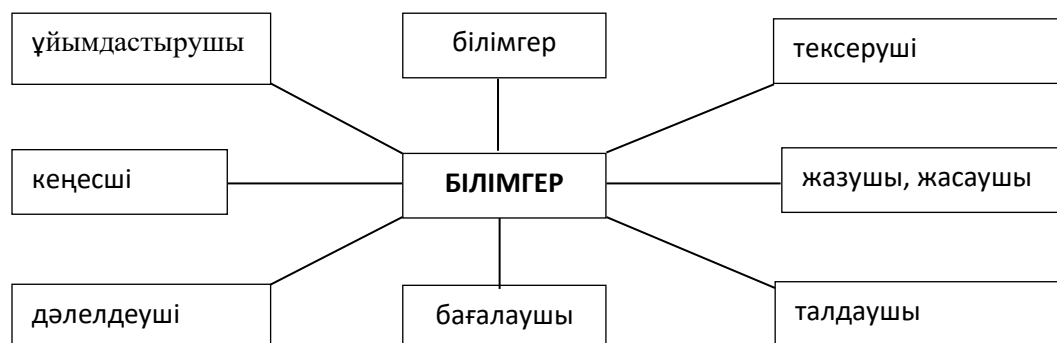 ұйымдастырушы
білімгер
тексеруші
кеңесші
БІЛІМГЕР
жазушы, жасаушы
дәлелдеуші
бағалаушы
талдаушы